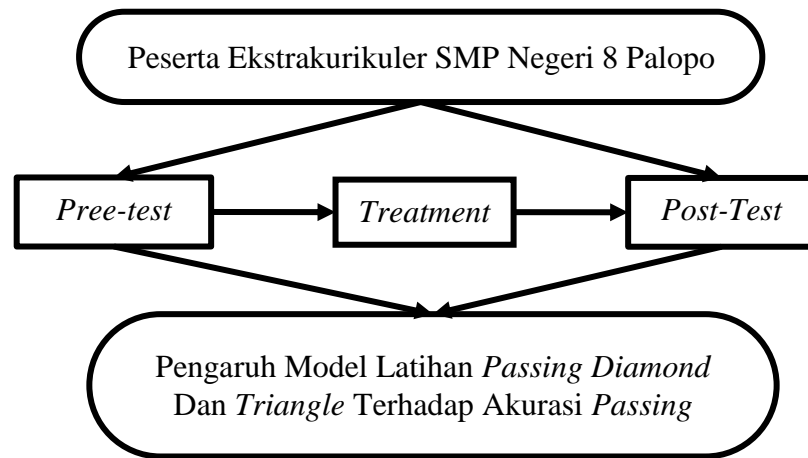 Peserta Ekstrakurikuler SMP Negeri 8 Palopo
Pree-test
Treatment
Post-Test
Pengaruh Model Latihan Passing Diamond
Dan Triangle Terhadap Akurasi Passing